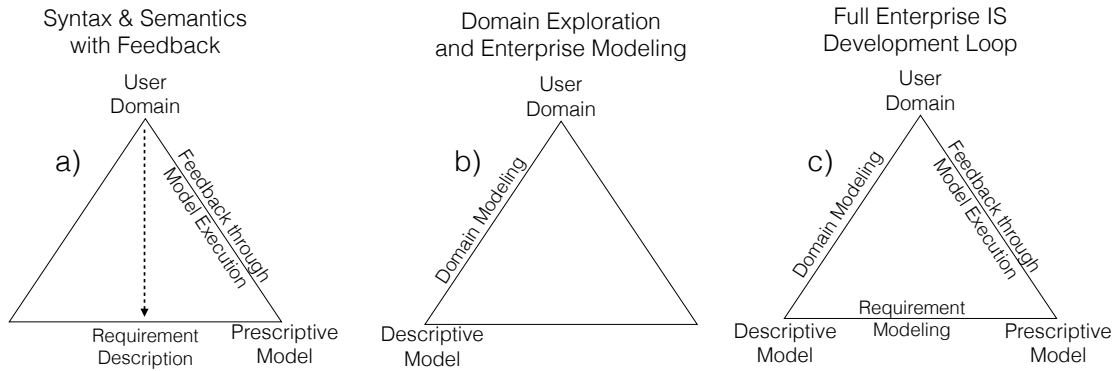 Syntax & Semantics
with Feedback
User
Domain
a)
Feedback through
Model Execution
Requirement
Description
Prescriptive
Model
Domain Exploration
and Enterprise Modeling
User
Domain
b)
Domain Modeling
Descriptive
Model
Full Enterprise IS
Development Loop
User
Domain
c)
Domain Modeling
Feedback through
Model Execution
Requirement
Modeling
Descriptive
Model
Prescriptive
Model